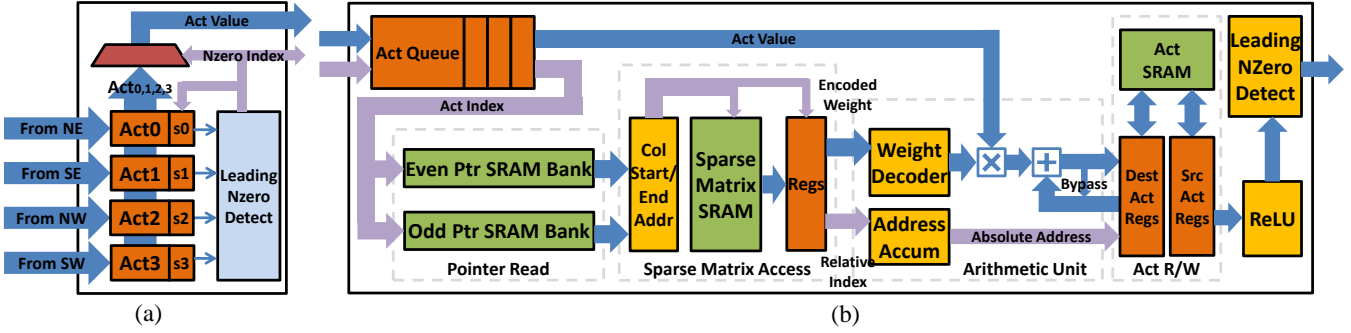 Act Value
Nzero Index
Act0,1,2,3
From NE
Act0
s0
From SE
Act1
s1
From NW
Act2
s2
From SW
Act3
s3
Leading
Nzero
Detect
(a)
Act Queue
Act Value
Act Index
Even Ptr SRAM Bank
Odd Ptr SRAM Bank
Pointer Read
Col
Start/
End
Addr
Sparse
Matrix
SRAM
Regs
Sparse Matrix Access
Encoded
Weight
Relative
Index
Weight
Decoder
Address
Accum
×
+
Bypass
Absolute Address
Arithmetic Unit
Act
SRAM
Dest
Act
Regs
Src
Act
Regs
Act R/W
Leading
NZero
Detect
ReLU
(b)